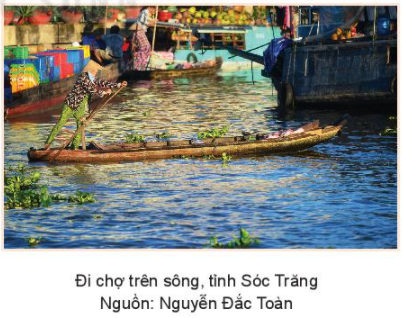 Đi chợ trên sông, tỉnh Sóc Trăng
Nguồn: Nguyễn Đắc Toàn